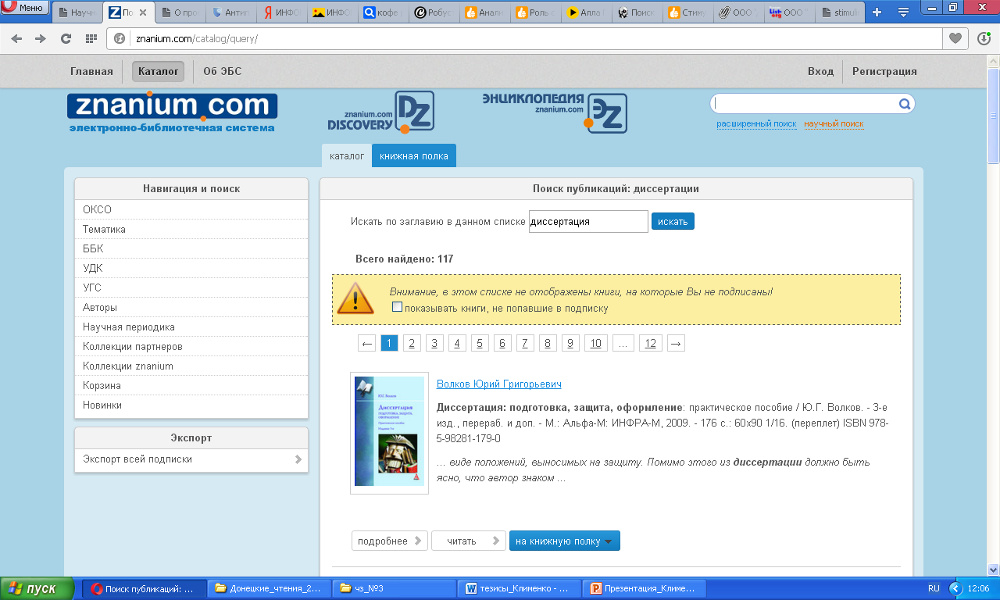 Меню
Научн
По
О про
Антиг
ИНФО
ИНФО
кофе р
Робус
Анали
Роль с
Алла Г
Поиск
Стиму
ООО
ООО
stimul
znanium.com/catalog/query/
Главная
Каталог
Об ЭБС
Вход
Регистрация
znanium.com
электронно-библиотечная система
znanium.com
DISCOVERY
DZ
ЭНЦИКЛОПЕДИЯ
znanium.com
ЭZ
расширенный поиск
научный поиск
каталог
книжная полка
Навигация и поиск
ОКСО
Тематика
ББК
УДК
УГС
Авторы
Научная периодика
Коллекции партнеров
Коллекции znanium
Корзина
Новинки
Экспорт
Экспорт всей подписки
Поиск публикаций: диссертации
Искать по заглавию в данном списке диссертация искать
Всего найдено: 117
Внимание, в этом списке не отображены книги, на которые Вы не подписаны!
показывать книги, не попавшие в подписку
← 1 2 3 4 5 6 7 8 9 10 ... 12 →
Ю.Г. Волков
Диссертация
подготовка, защита, оформление
Волков Юрий Григорьевич
Диссертация: подготовка, защита, оформление: практическое пособие / Ю.Г. Волков. - 3-е
изд., перераб. и доп. - М.: Альфа-М: ИНФРА-М, 2009. - 176 с.: 60x90 1/16. (переплет) ISBN 978-
5-98281-179-0
... виде положений, выносимых на защиту. Помимо этого из диссертации должно быть
ясно, что автор знаком ...
подробнее
читать
на книжную полку
пуск
Поиск публикаций: ...
Донецкие_чтения_2...
чз_№3
тезисы_Клименко - ...
Презентация_Климе...
RU
12:06